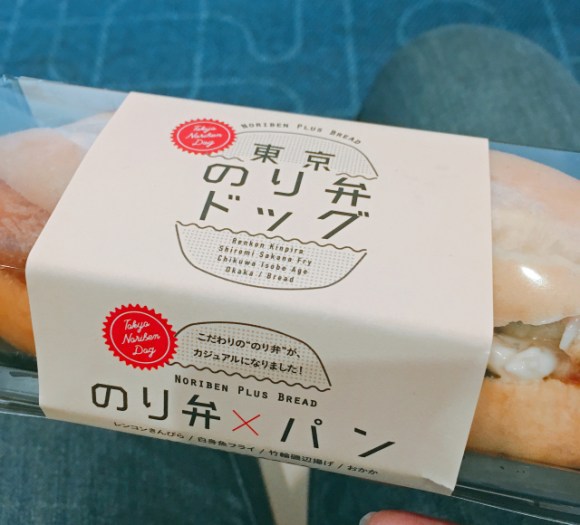 Tokyo
Noriben
Dog
NORIBEN PLUS BREAD
東京
のり弁
ドッグ
Renkon Kinpira
Shiromi Sakana Fry
Chikuwa Isobe Age
Okaka / Bread
Tokyo
Noriben
Dog
こだわりの"のり弁"が、
カジュアルになりました!
NORIBEN PLUS BREAD
のり弁×パン
レンコンきんぴら / 白身魚フライ / 竹輪磯辺揚げ / おかか